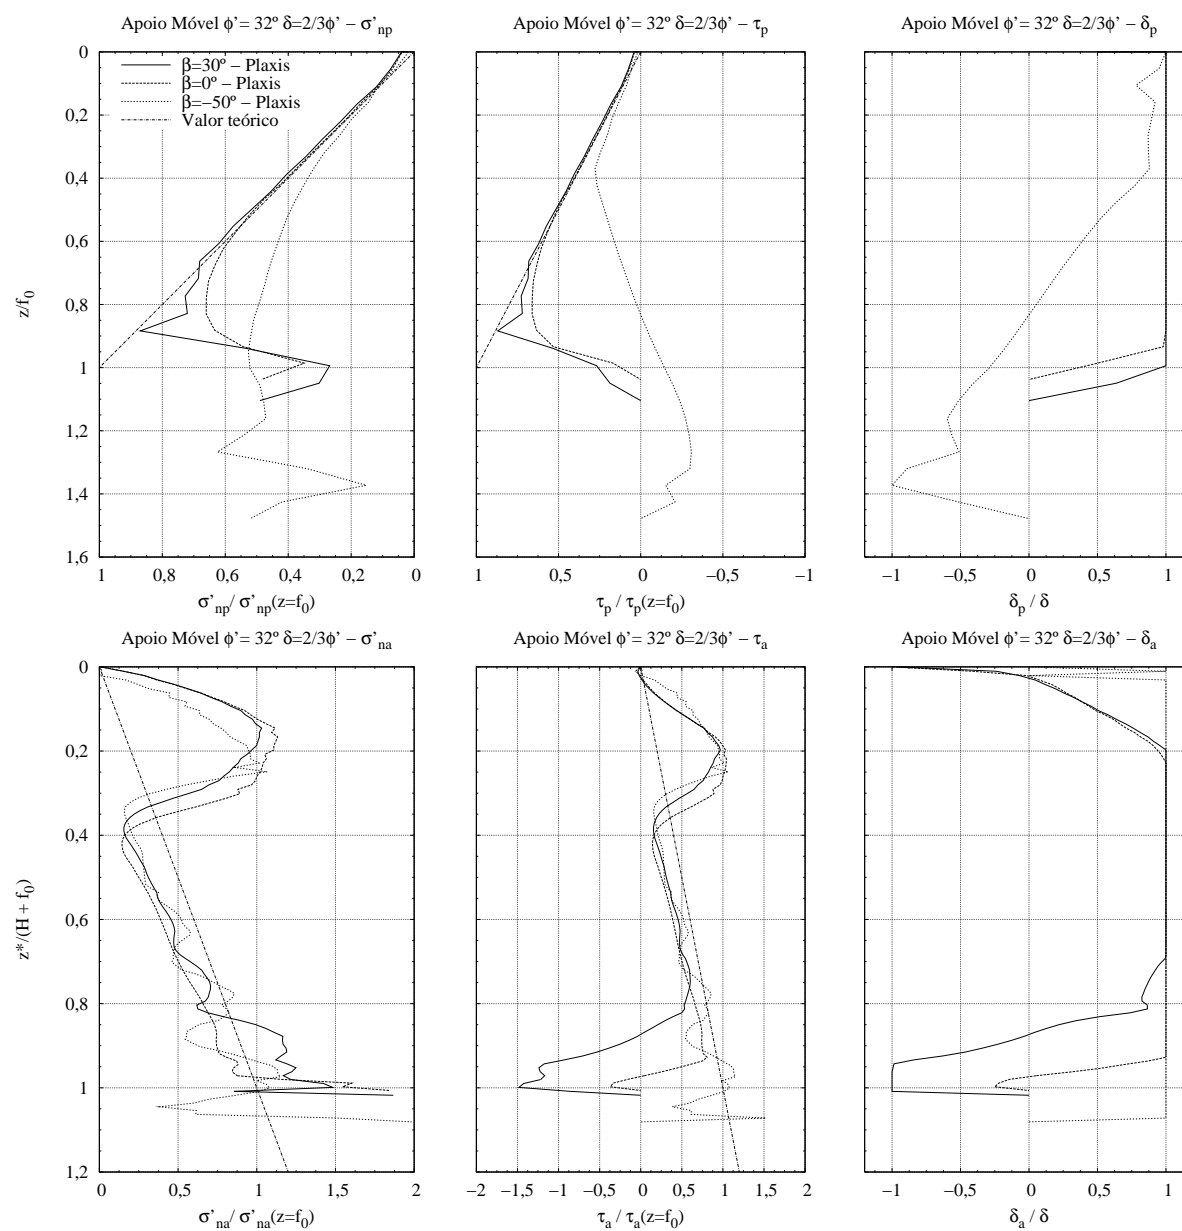 Apoio Móvel ϕ’= 32º δ=2/3ϕ’ – σ’np
Apoio Móvel ϕ’= 32º δ=2/3ϕ’ – τp
Apoio Móvel ϕ’= 32º δ=2/3ϕ’ – δp
0
0,2
0,4
0,6
0,8
1
1,2
1,4
1,6
z/f0
β=30º – Plaxis
β=0º – Plaxis
β=−50º – Plaxis
Valor teórico
1 0,8 0,6 0,4 0,2 0
σ’np/ σ’np(z=f0)
1 0,5 0 −0,5 −1
τp / τp(z=f0)
−1 −0,5 0 0,5 1
δp / δ
Apoio Móvel ϕ’= 32º δ=2/3ϕ’ – σ’na
Apoio Móvel ϕ’= 32º δ=2/3ϕ’ – τa
Apoio Móvel ϕ’= 32º δ=2/3ϕ’ – δa
0
0,2
0,4
0,6
0,8
1
1,2
z*/(H + f0)
0 0,5 1 1,5 2
σ’na/ σ’na(z=f0)
−2 −1,5 −1 −0,5 0 0,5 1 1,5 2
τa / τa(z=f0)
−1 −0,5 0 0,5 1
δa / δ